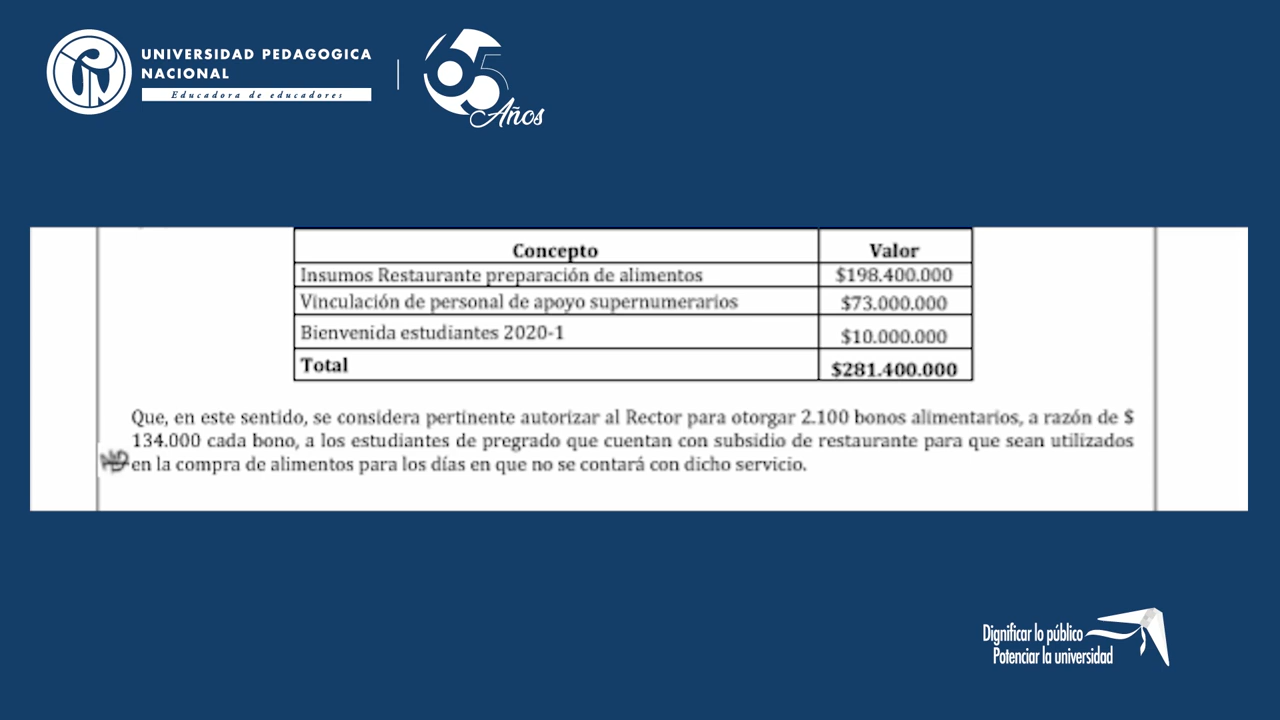 UNIVERSIDAD PEDAGOGICA
NACIONAL
Educadora de educadores
65
Años
Concepto Valor
Insumos Restaurante preparación de alimentos $198.400.000
Vinculación de personal de apoyo supernumerarios $73.000.000
Bienvenida estudiantes 2020-1 $10.000.000
Total $281.400.000
Que, en este sentido, se considera pertinente autorizar al Rector para otorgar 2.100 bonos alimentarios, a razón de $
134.000 cada bono, a los estudiantes de pregrado que cuentan con subsidio de restaurante para que sean utilizados
en la compra de alimentos para los días en que no se contará con dicho servicio.
Dignificar lo público
Potenciar la universidad